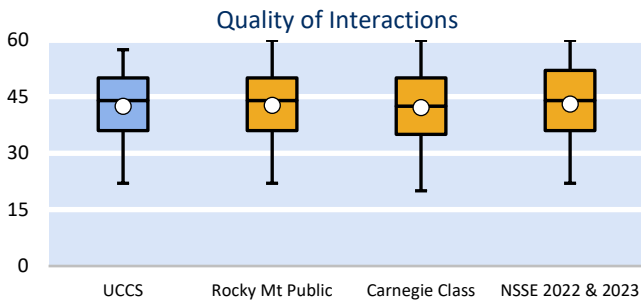 Quality of Interactions
60
45
30
15
0
UCCS Rocky Mt Public Carnegie Class NSSE 2022 & 2023